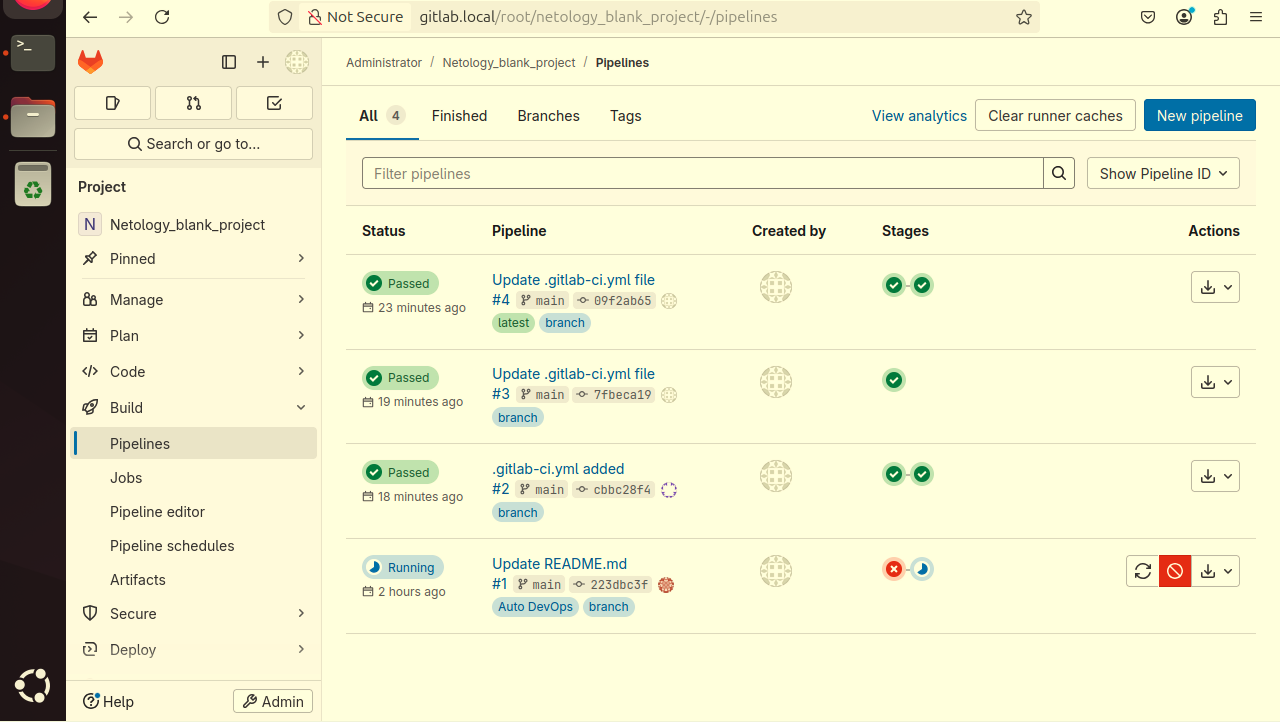 Not Secure gitlab.local/root/netology_blank_project/-/pipelines
Search or go to...
Project
N Netology_blank_project
Pinned
Manage
Plan
Code
Build
Pipelines
Jobs
Pipeline editor
Pipeline schedules
Artifacts
Secure
Deploy
Help Admin
Administrator / Netology_blank_project / Pipelines
All 4 Finished Branches Tags View analytics Clear runner caches New pipeline
Filter pipelines Show Pipeline ID
Status Pipeline Created by Stages Actions
Passed Update .gitlab-ci.yml file
23 minutes ago #4 main 09f2ab65
latest branch
Passed Update .gitlab-ci.yml file
19 minutes ago #3 main 7fbeca19
branch
Passed .gitlab-ci.yml added
18 minutes ago #2 main cbbc28f4
branch
Running Update README.md
2 hours ago #1 main 223dbc3f
Auto DevOps branch